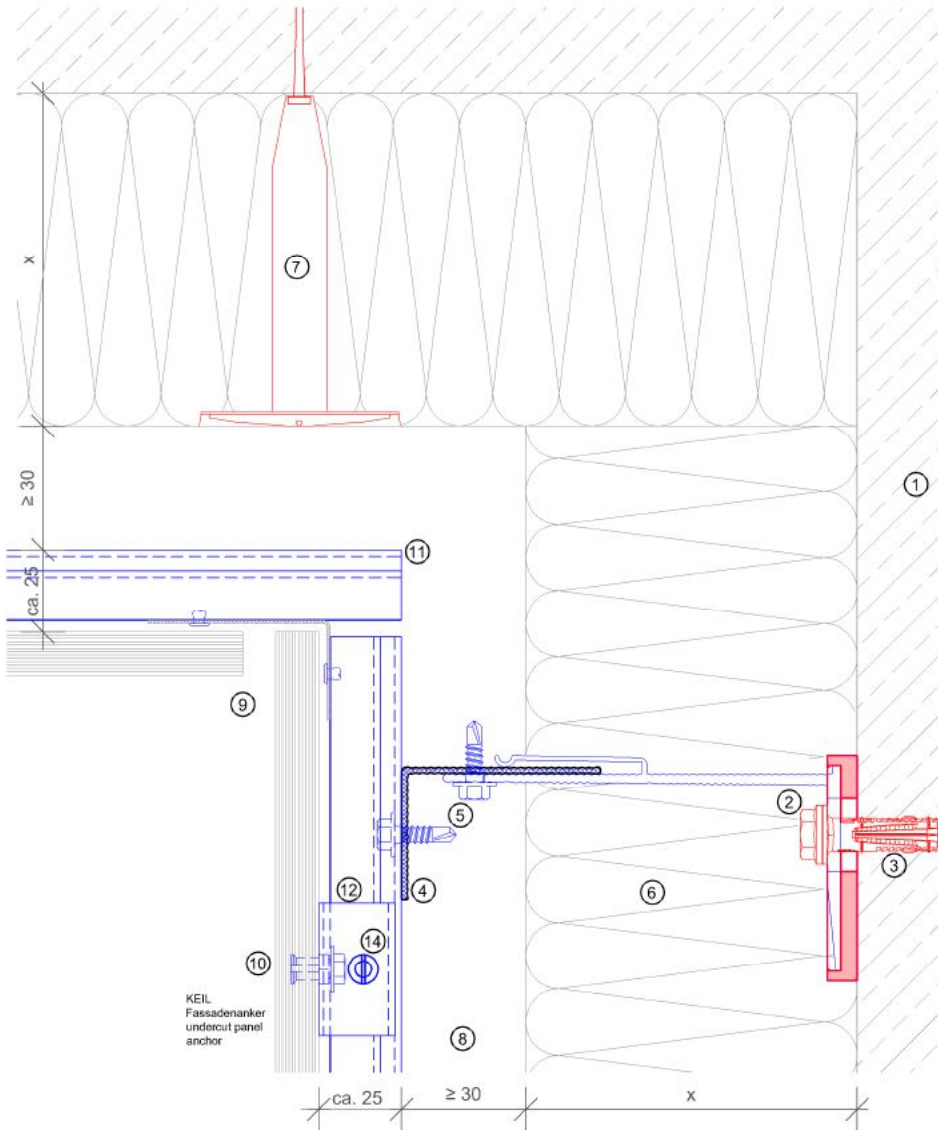 7
x
1
≥ 30
11
ca. 25
9
2
5
3
12
4
6
14
10
KEIL
Fassadenanker
undercut panel
anchor
8
ca. 25
≥ 30
x